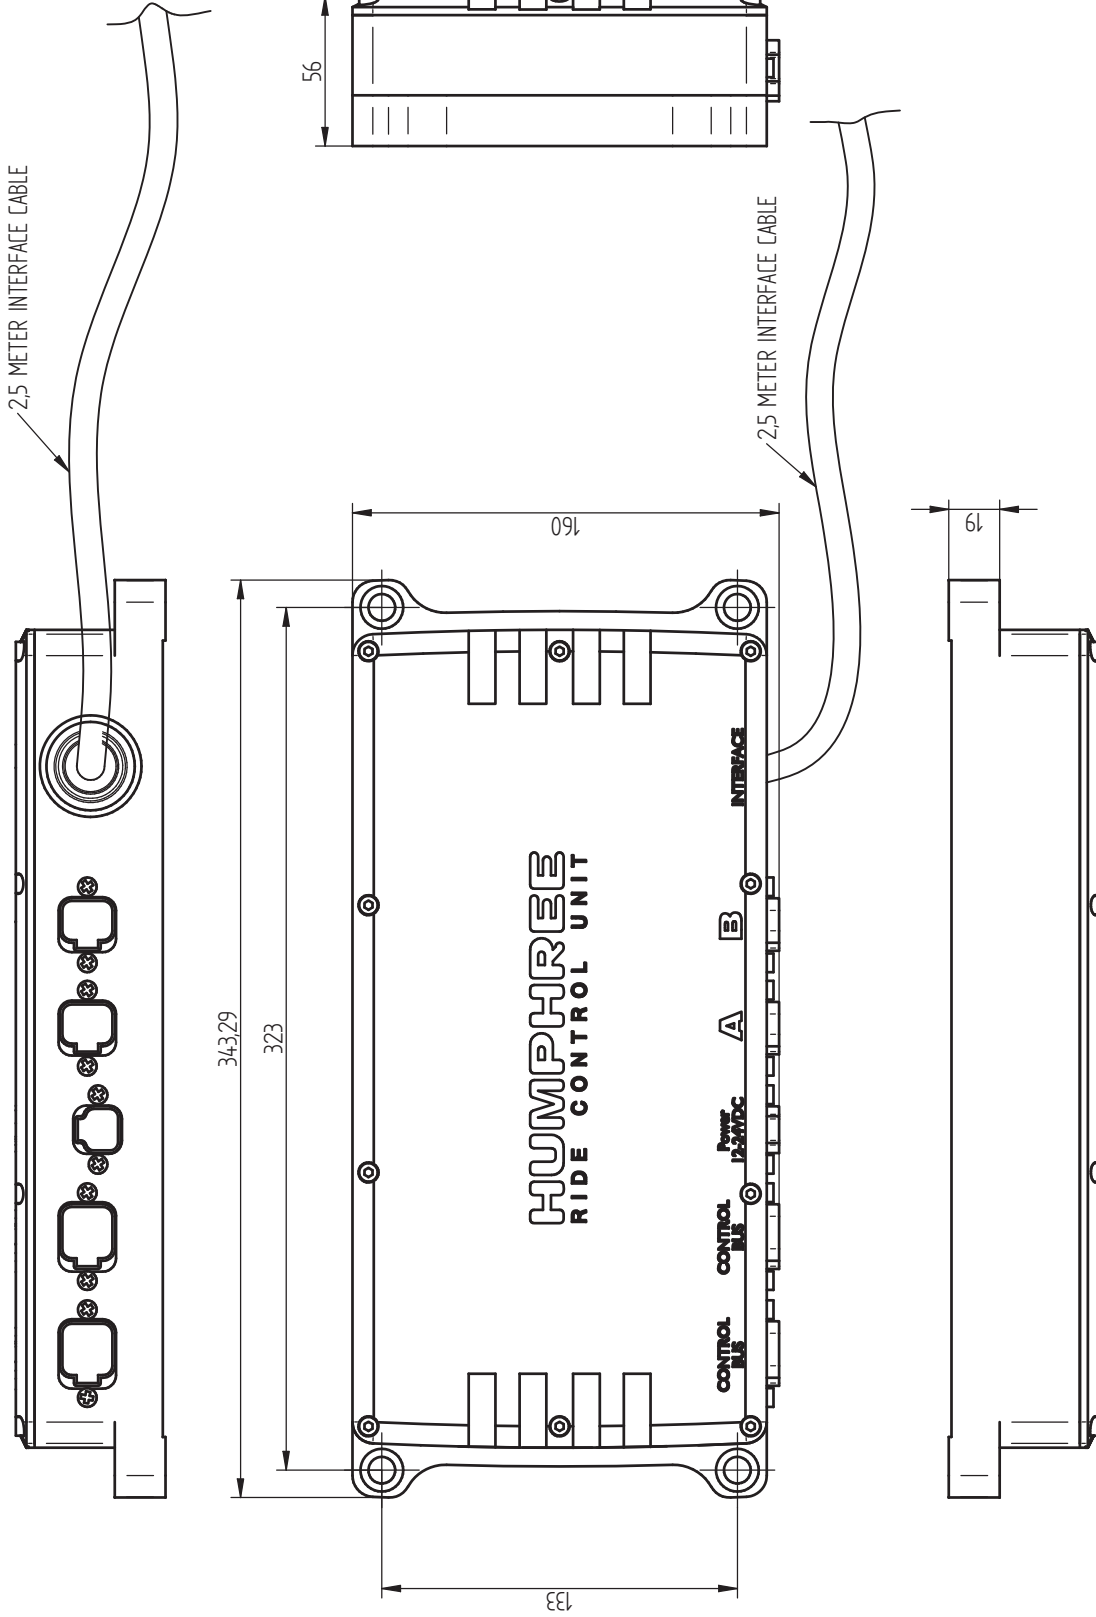 2,5 METER INTERFACE CABLE
56
2,5 METER INTERFACE CABLE
160
19
343,29
323
133
HUMPHREE
RIDE CONTROL UNIT
CONTROL
BUS
CONTROL
BUS
Power
12-24VDC
A
B
INTERFACE